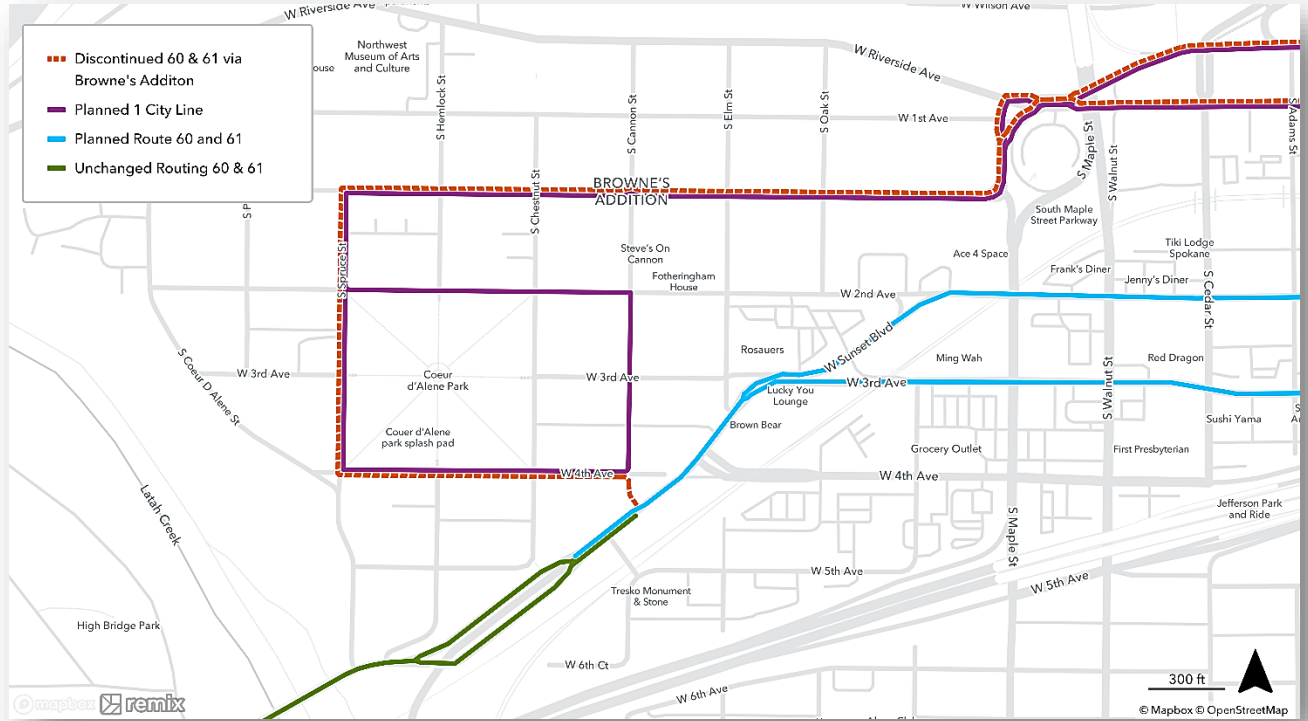 W Riverside Ave
W Wilson Ave
Discontinued 60 & 61 via
Browne's Additon
Planned 1 City Line
Planned Route 60 and 61
Unchanged Routing 60 & 61
ouse
Northwest
Museum of Arts
and Culture
W Riverside Ave
S Hemlock St
S Cannon St
S Elm St
S Oak St
W 1st Ave
S Maple St
S Walnut St
S Adams St
BROWNE'S
ADDITION
S P
S Chestnut St
South Maple
Street Parkway
S Spruce St
Steve's On
Cannon
Fotheringham
House
Ace 4 Space
Tiki Lodge
Spokane
Frank's Diner
Jenny's Diner
S Cedar St
W 2nd Ave
W Sunset Blvd
Rosauers
Ming Wah
Red Dragon
S Coeur D'Alene St
W 3rd Ave
Coeur
d'Alene Park
W 3rd Ave
W 3rd Ave
S Walnut St
Lucky You
Lounge
Brown Bear
Sushi Yama
S
A
Couer d'Alene
park splash pad
Grocery Outlet
First Presbyterian
W 4th Ave
W 4th Ave
Latah Creek
S Maple St
Jefferson Park
and Ride
W 5th Ave
W 5th Ave
Tresko Monument
& Stone
High Bridge Park
W 6th Ct
W 6th Ave
300 ft
mapbox
remix
© Mapbox © OpenStreetMap